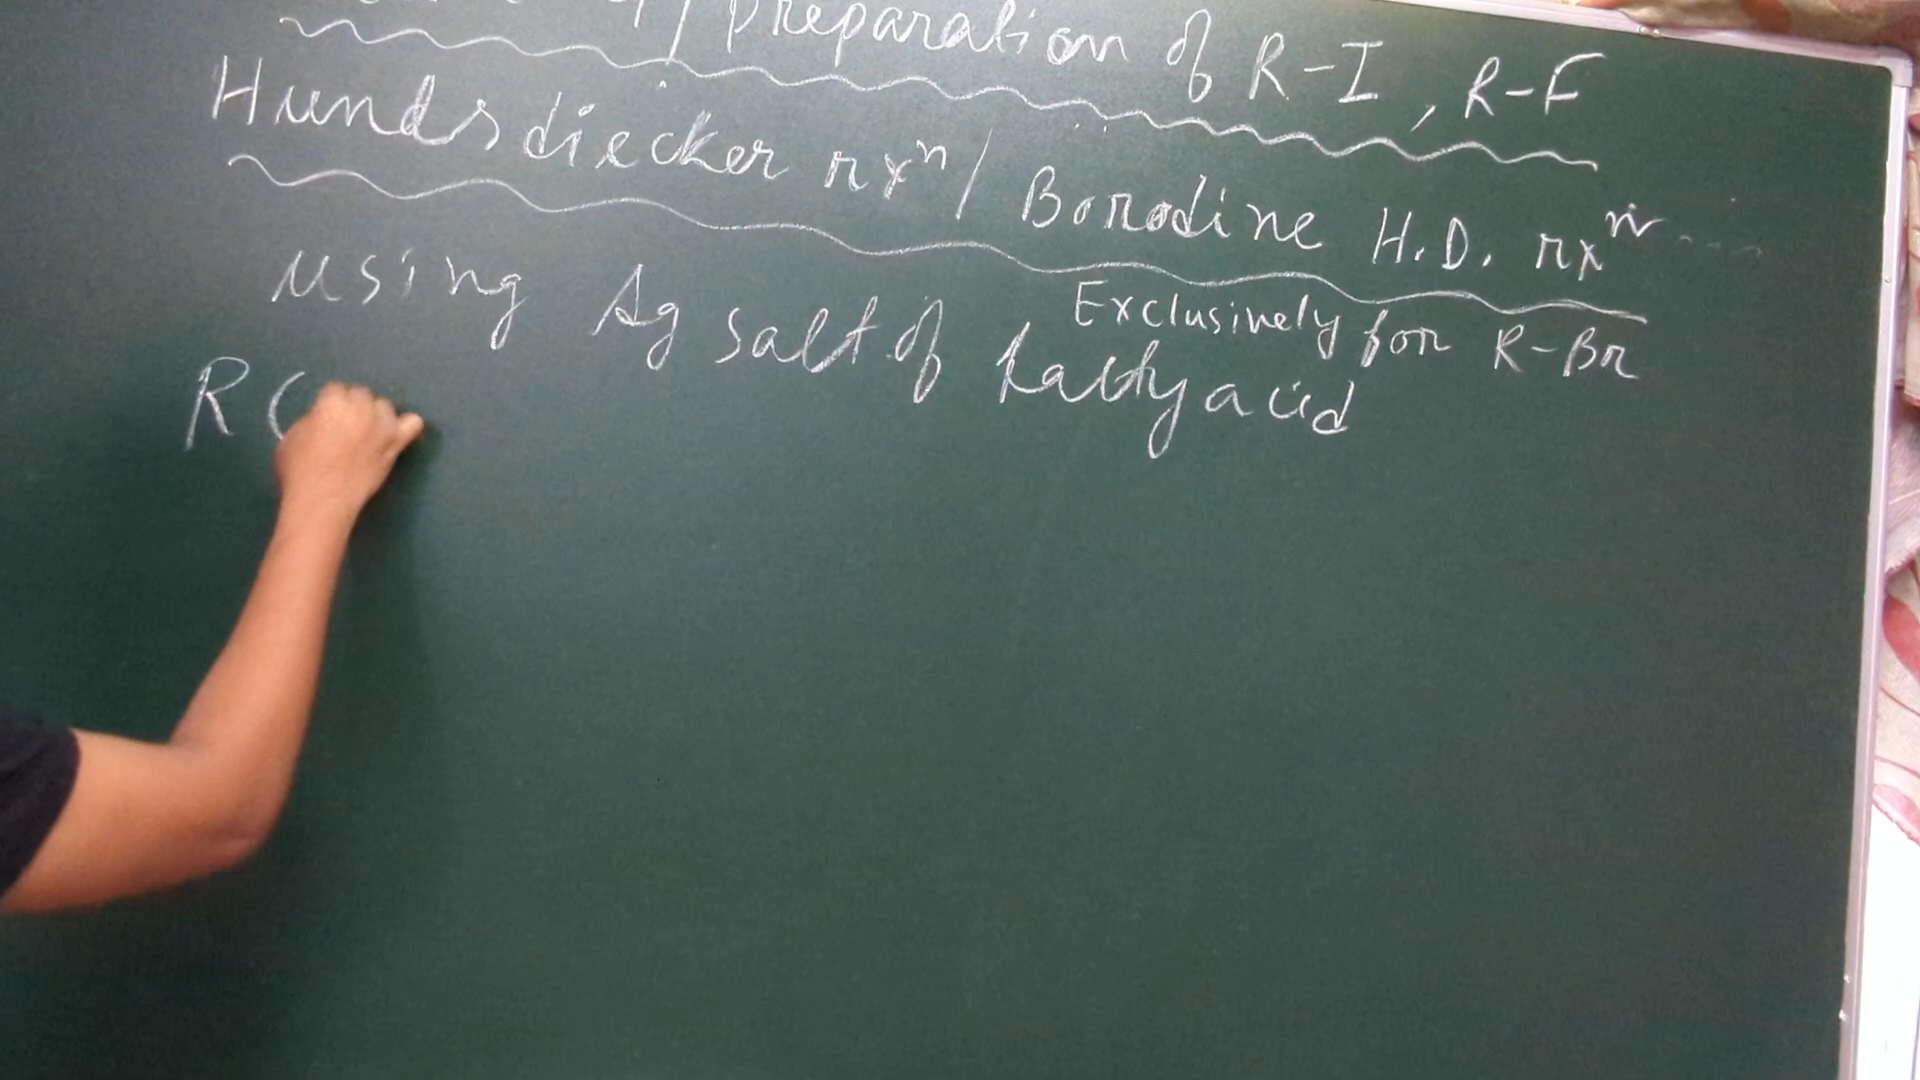 / Preparation of R-I, R-F
Hundsdiecker rxⁿ / Borodine H.D. rxⁿ
Exclusively for R-Br
using Ag salt of fatty acid
R C